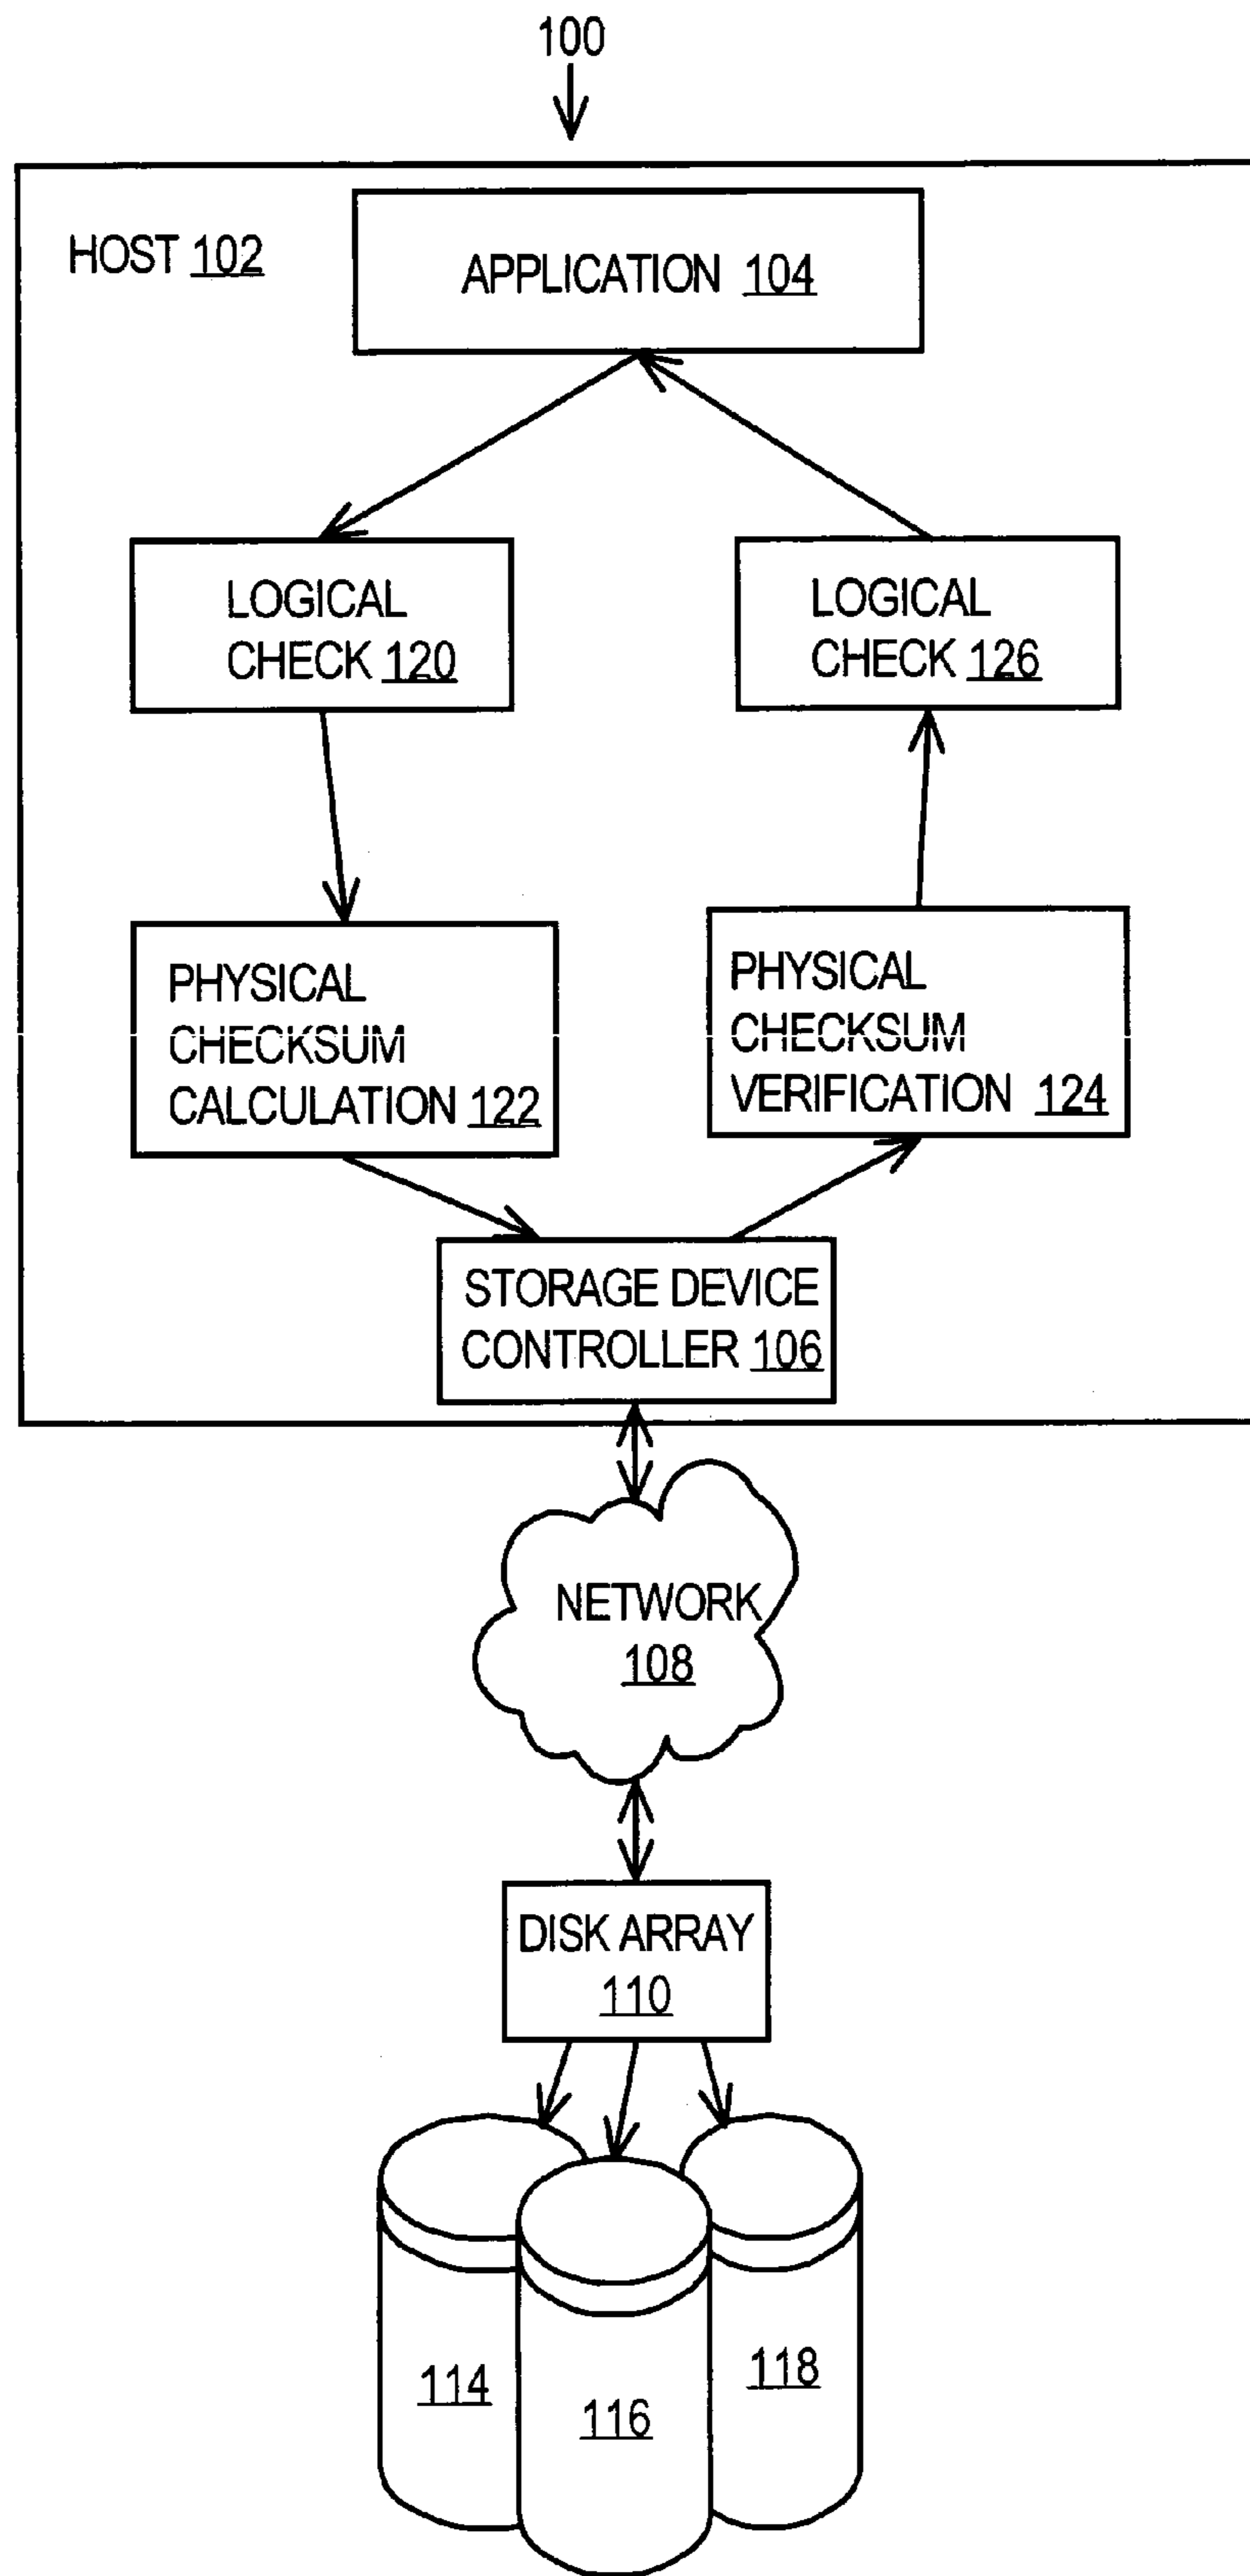 100
HOST 102
APPLICATION 104
LOGICAL
CHECK 120
LOGICAL
CHECK 126
PHYSICAL
CHECKSUM
CALCULATION 122
PHYSICAL
CHECKSUM
VERIFICATION 124
STORAGE DEVICE
CONTROLLER 106
NETWORK
108
DISK ARRAY
110
114
116
118